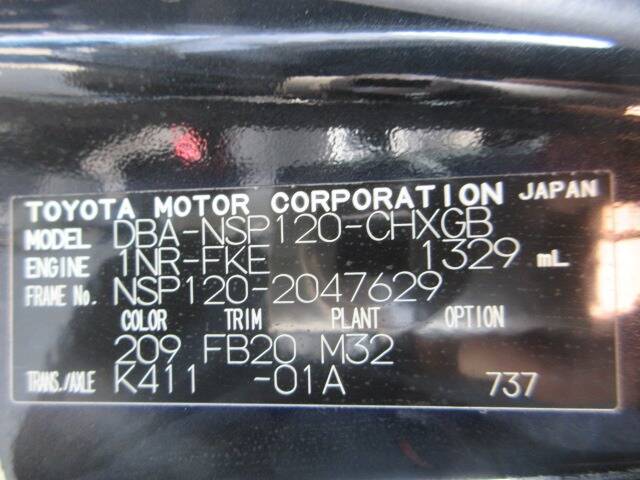 TOYOTA MOTOR CORPORATION JAPAN
MODEL DBA-NSP120-CHXGB
ENGINE 1NR-FKE 1329 mL
FRAME No. NSP120-2047629
COLOR TRIM PLANT OPTION
209 FB20 M32
TRANS./AXLE K411 -01A 737